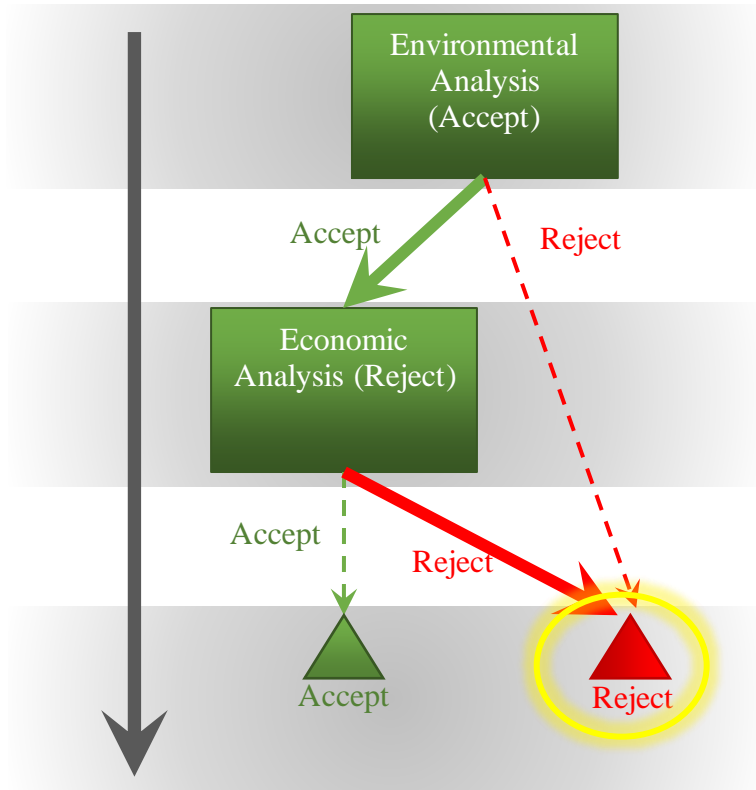 Environmental
Analysis
(Accept)
Accept
Reject
Economic
Analysis (Reject)
Accept
Reject
Accept
Reject